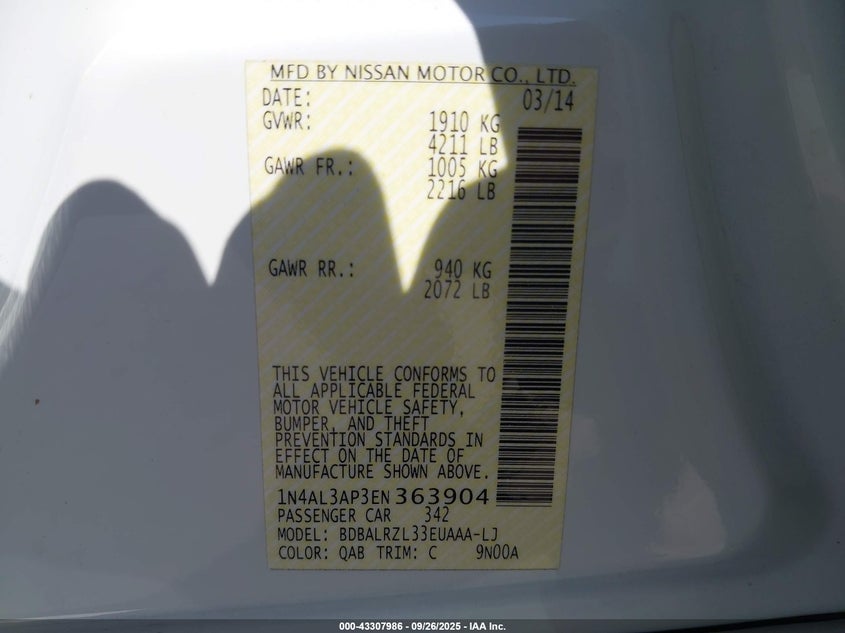 MFD BY NISSAN MOTOR CO., LTD.
DATE: 03/14
GVWR: 1910 KG
4211 LB
GAWR FR.: 1005 KG
2216 LB
GAWR RR.: 940 KG
2072 LB
THIS VEHICLE CONFORMS TO
ALL APPLICABLE FEDERAL
MOTOR VEHICLE SAFETY,
BUMPER, AND THEFT
PREVENTION STANDARDS IN
EFFECT ON THE DATE OF
MANUFACTURE SHOWN ABOVE.
1N4AL3AP3EN363904
PASSENGER CAR 342
MODEL: BDBALRZL33EUAAA-LJ
COLOR: QAB TRIM: C 9N00A
000-43307986 - 09/26/2025 - IAA Inc.